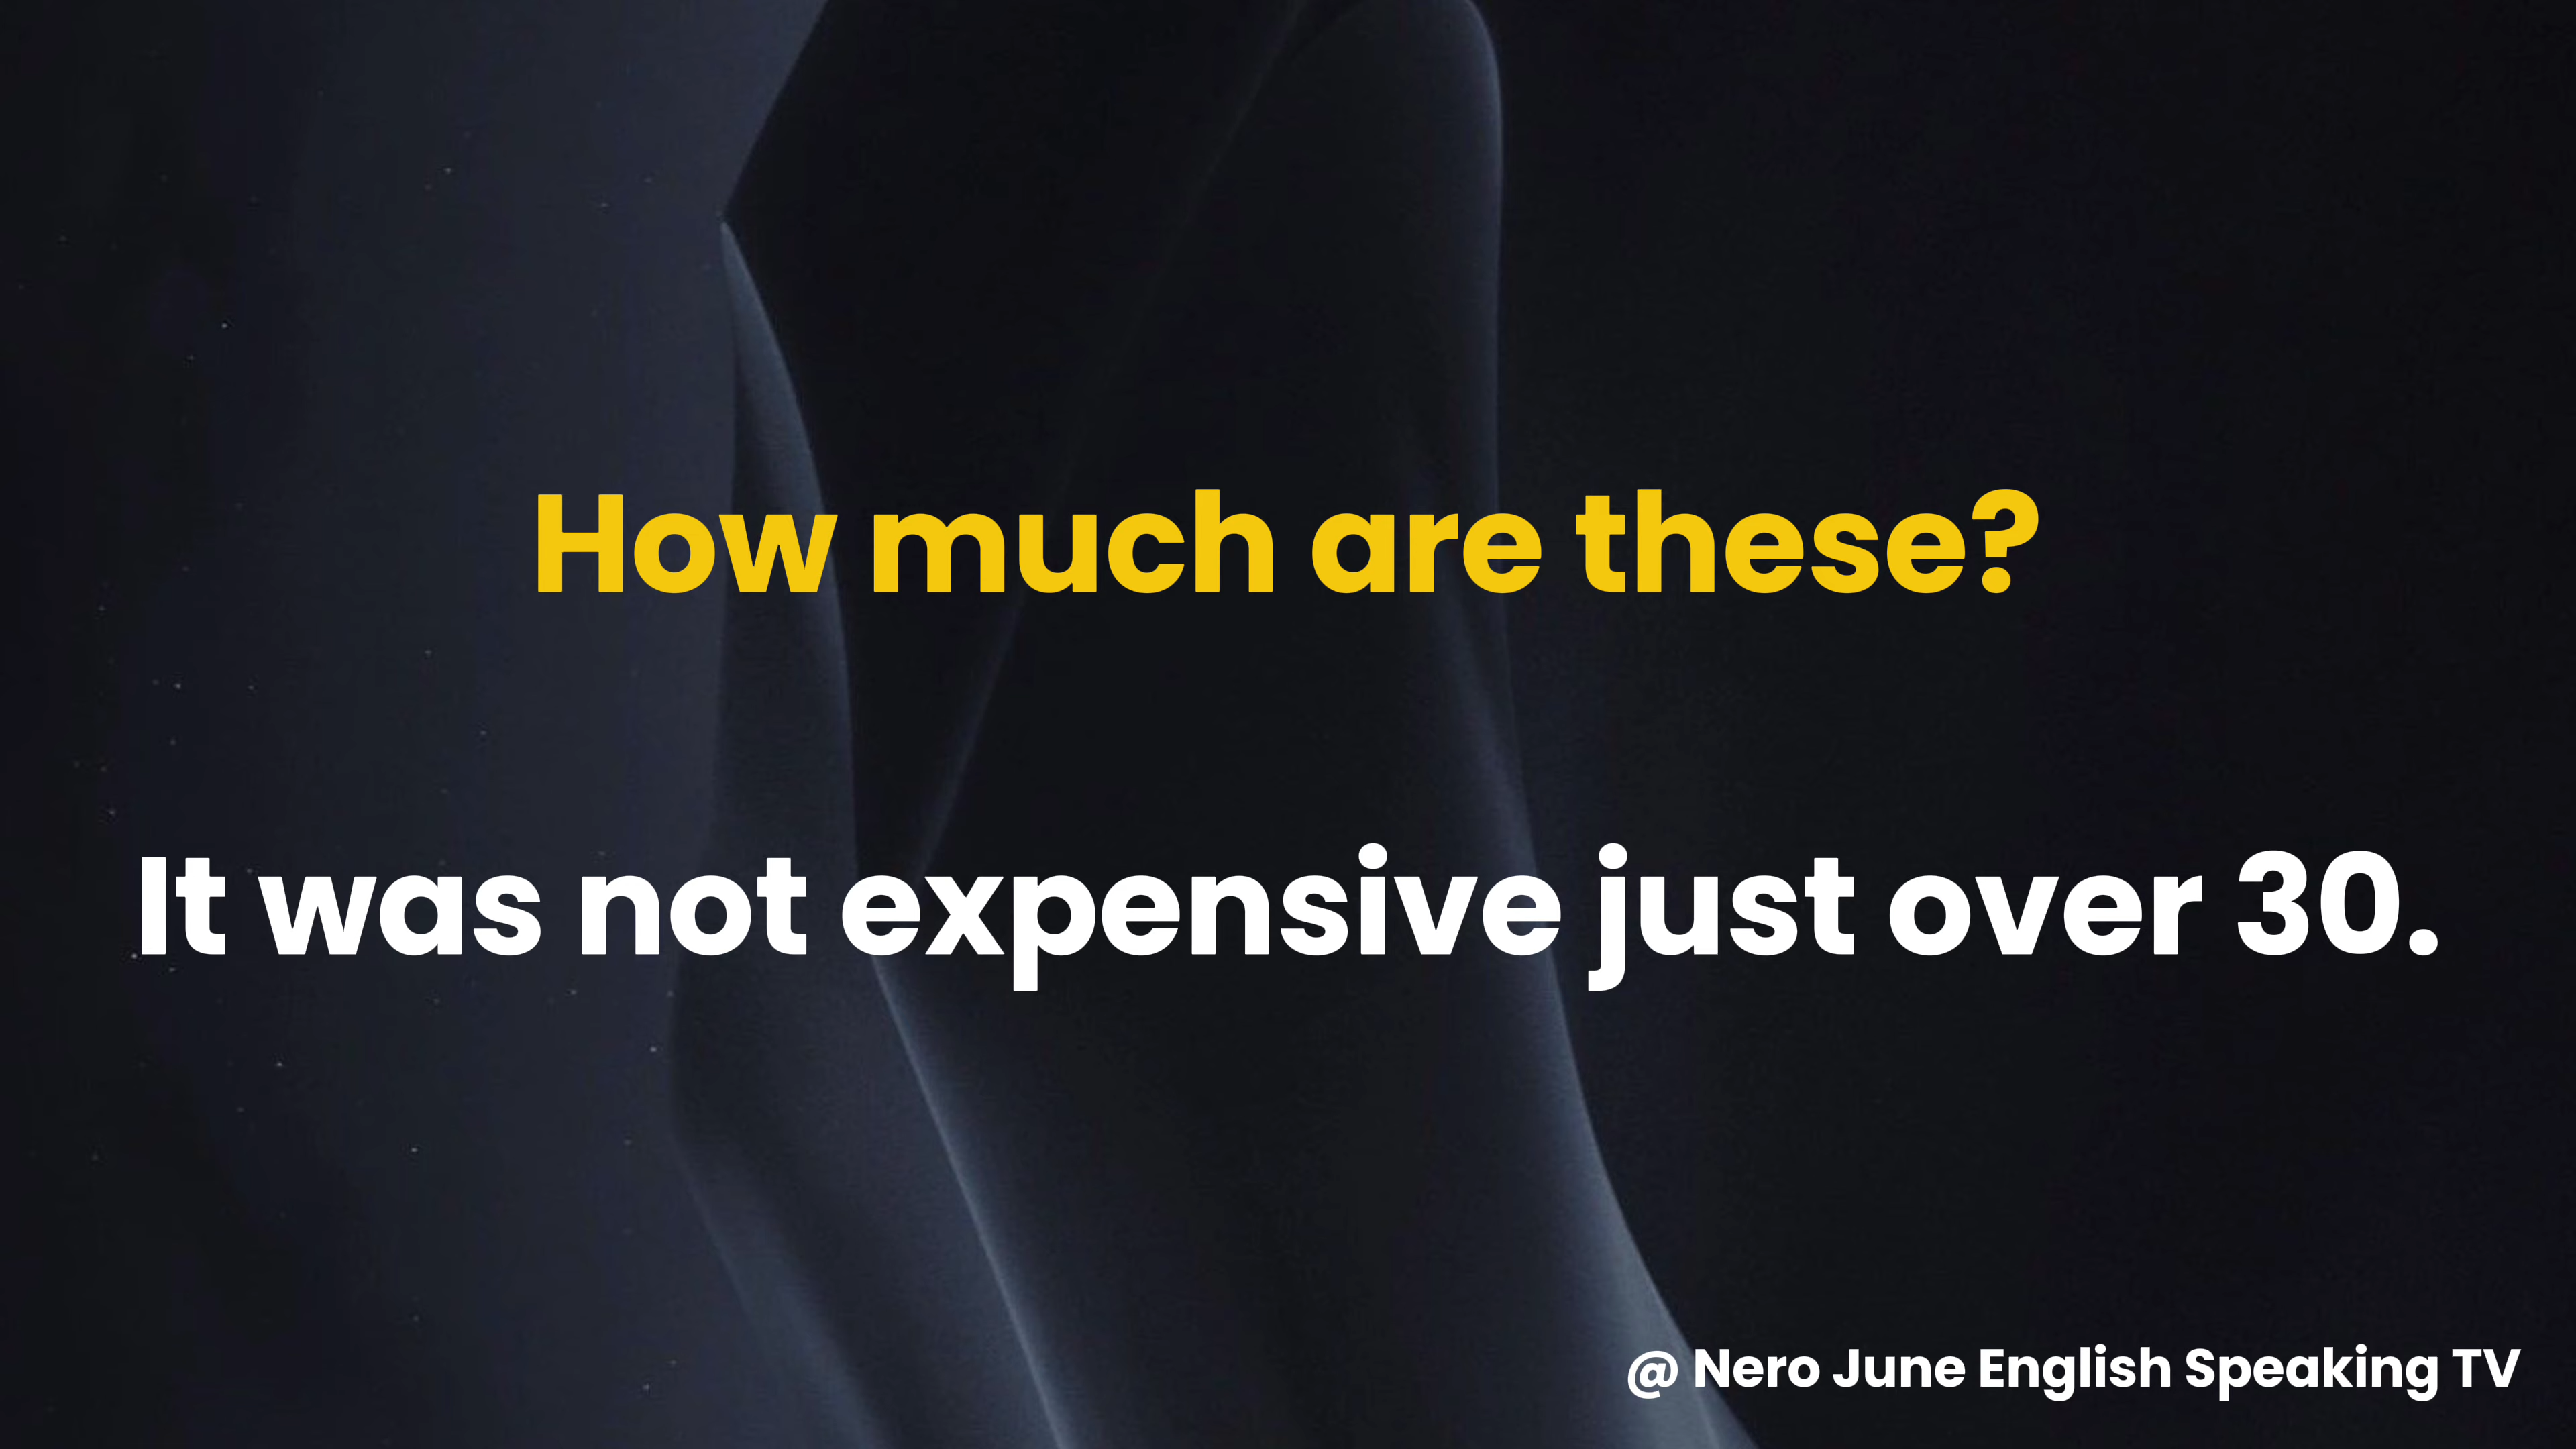 How much are these?
It was not expensive just over 30.
@ Nero June English Speaking TV